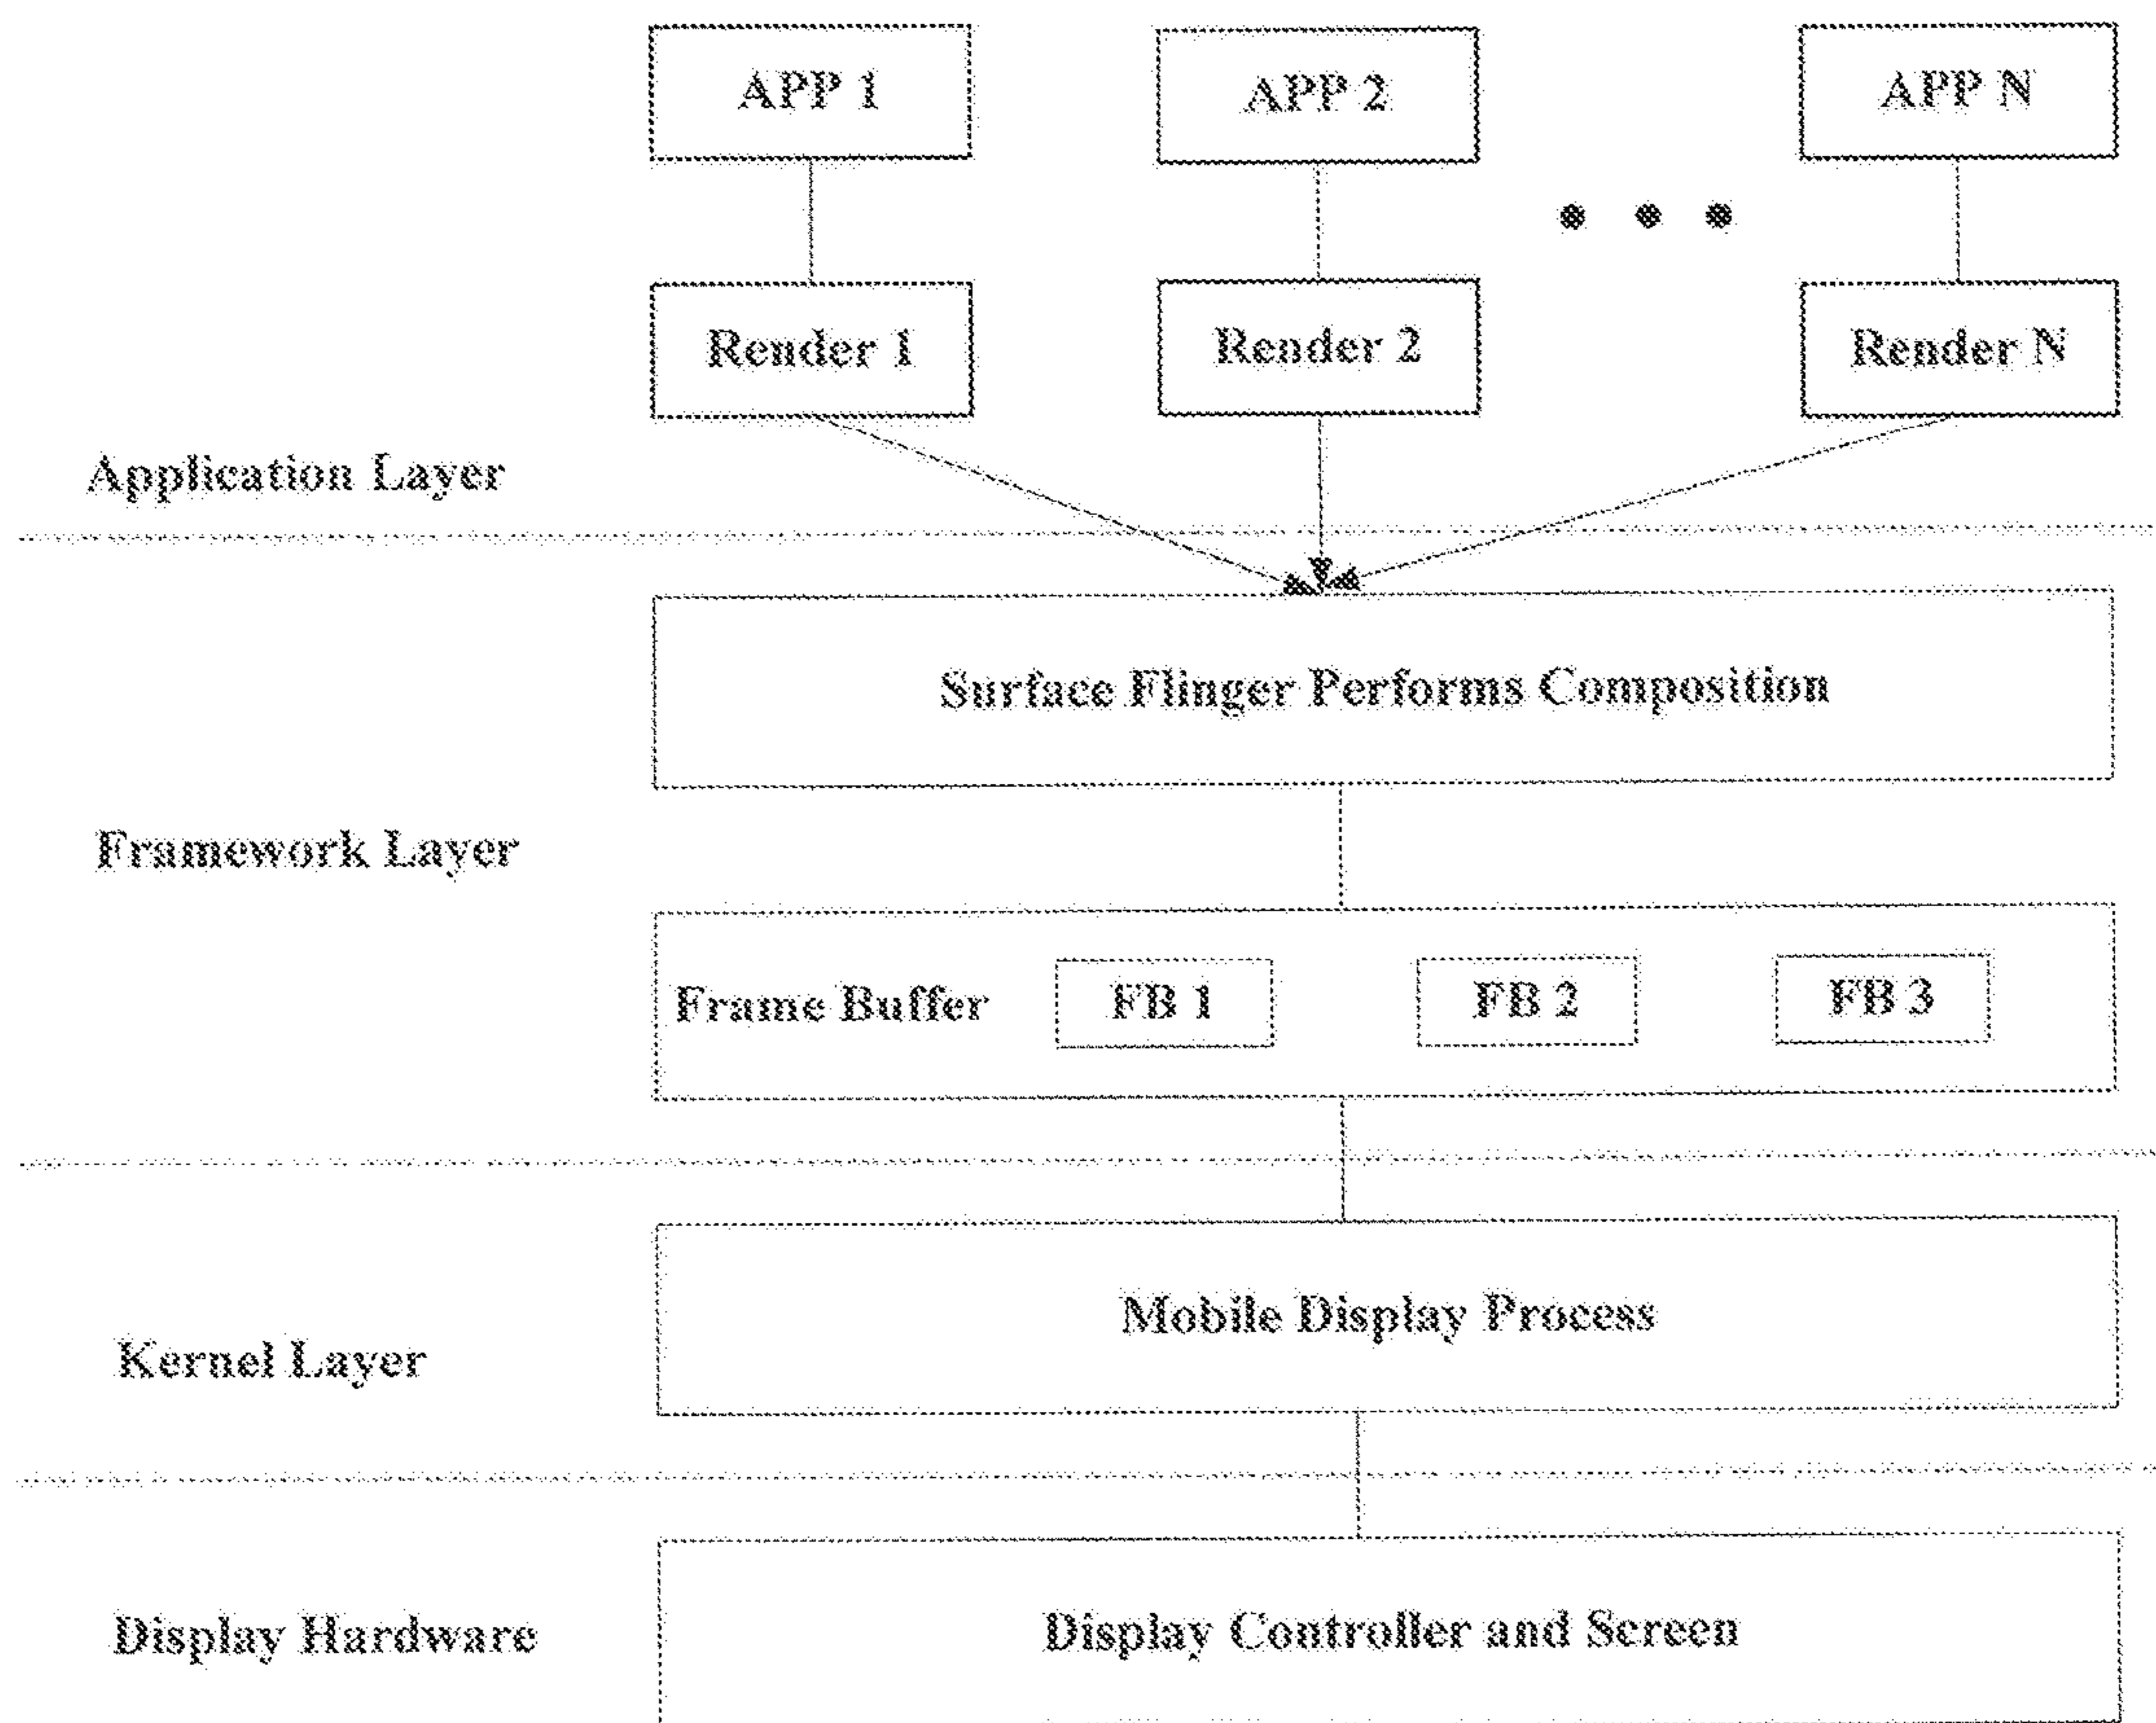 APP 1
APP 2
APP N
Render 1
Render 2
Render N
Application Layer
Surface Flinger Performs Composition
Framework Layer
Frame Buffer
FB 1
FB 2
FB 3
Mobile Display Process
Kernel Layer
Display Hardware
Display Controller and Screen